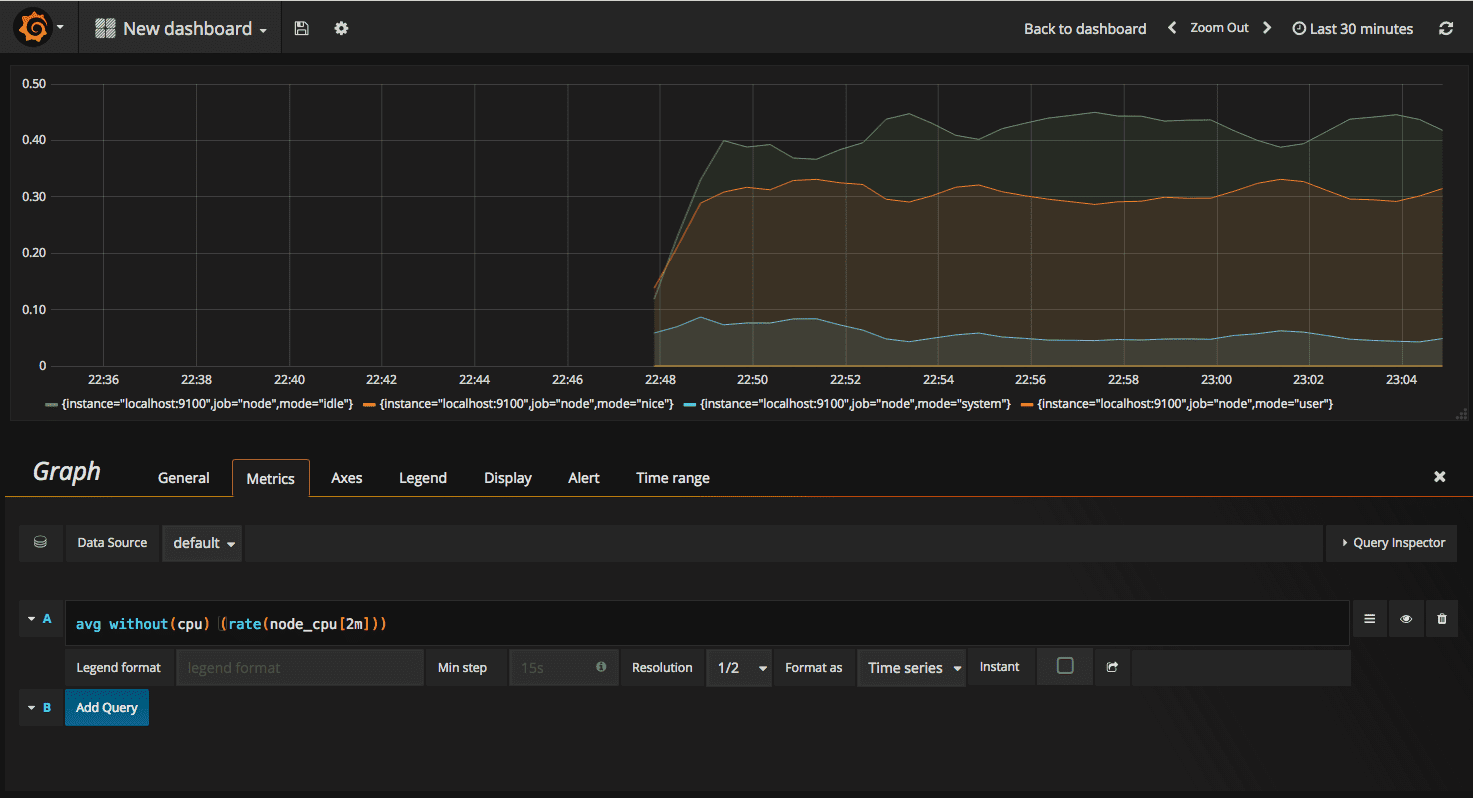 New dashboard
Back to dashboard
Zoom Out
Last 30 minutes
0.50
0.40
0.30
0.20
0.10
0
22:36 22:38 22:40 22:42 22:44 22:46 22:48 22:50 22:52 22:54 22:56 22:58 23:00 23:02 23:04
{instance="localhost:9100",job="node",mode="idle"} {instance="localhost:9100",job="node",mode="nice"} {instance="localhost:9100",job="node",mode="system"} {instance="localhost:9100",job="node",mode="user"}
Graph General Metrics Axes Legend Display Alert Time range
Data Source default Query Inspector
A avg without(cpu) (rate(node_cpu[2m]))
Legend format legend format Min step 15s Resolution 1/2 Format as Time series Instant
B Add Query